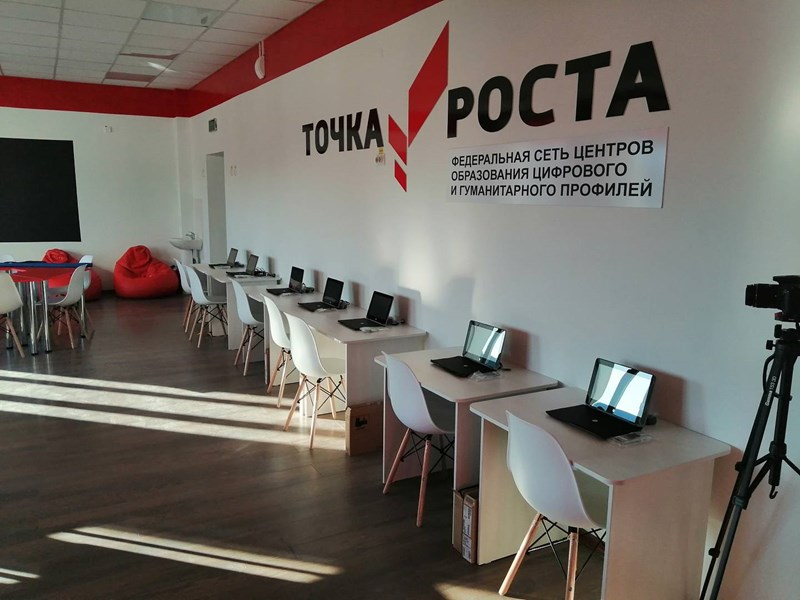 ТОЧКА РОСТА
ФЕДЕРАЛЬНАЯ СЕТЬ ЦЕНТРОВ
ОБРАЗОВАНИЯ ЦИФРОВОГО
И ГУМАНИТАРНОГО ПРОФИЛЕЙ